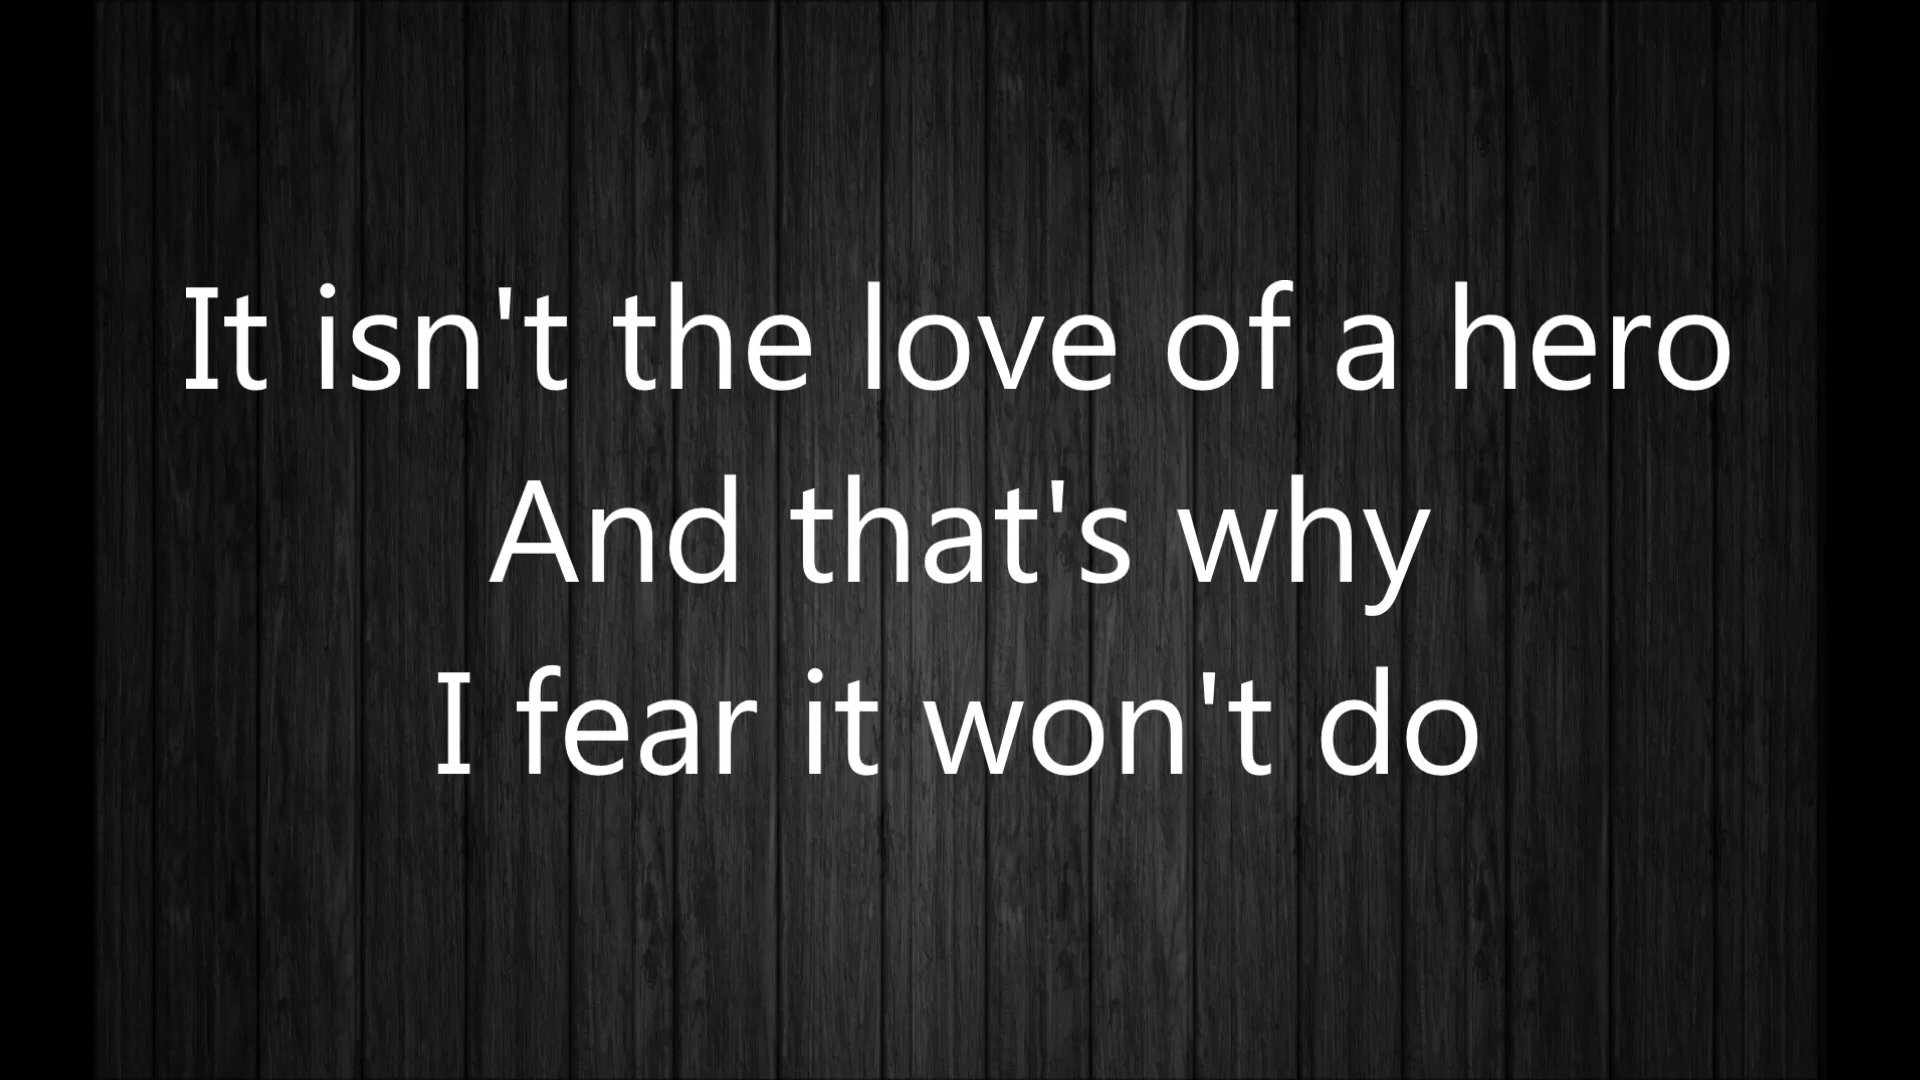 It isn't the love of a hero
And that's why
I fear it won't do